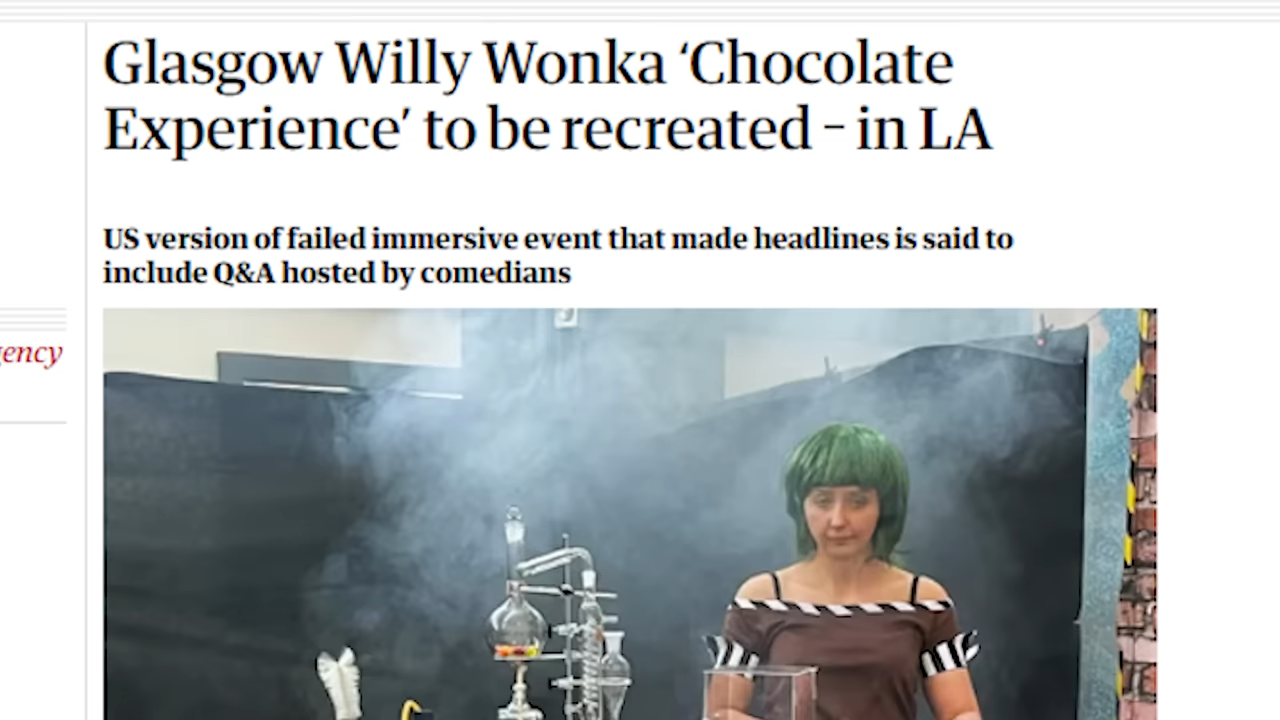 Glasgow Willy Wonka ‘Chocolate
Experience’ to be recreated – in LA
US version of failed immersive event that made headlines is said to
include Q&A hosted by comedians